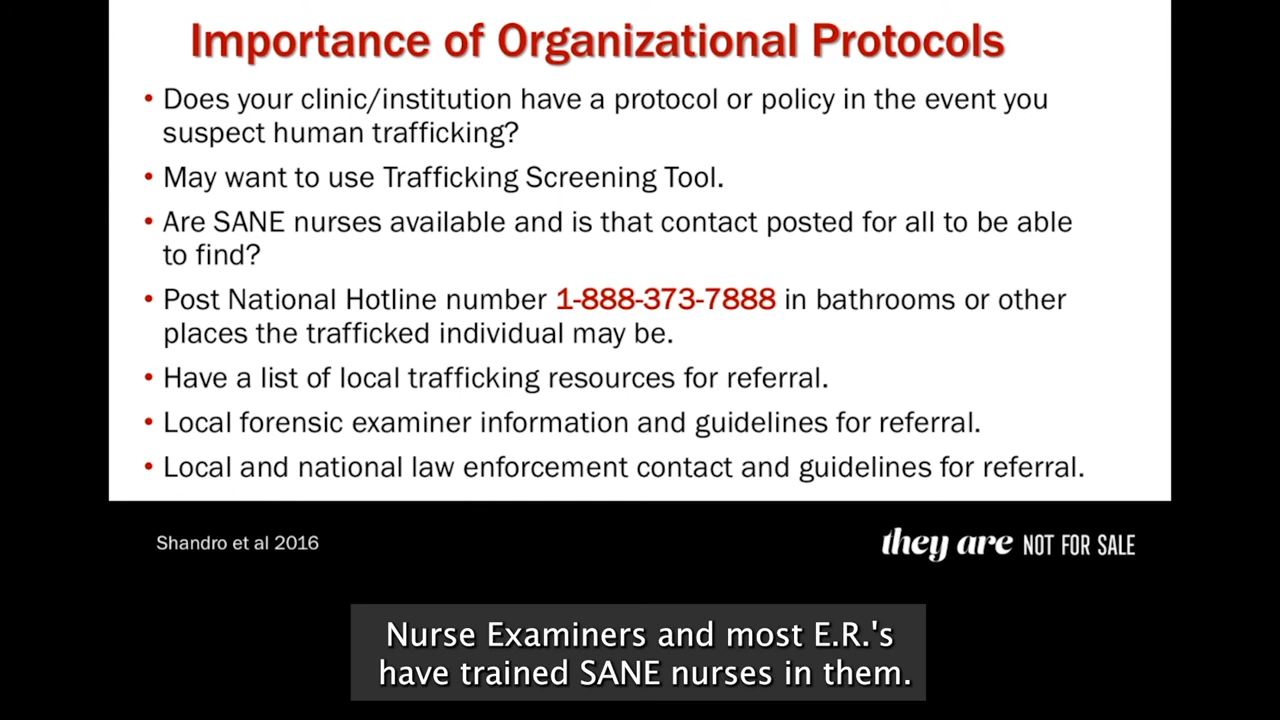 Importance of Organizational Protocols
• Does your clinic/institution have a protocol or policy in the event you
suspect human trafficking?
• May want to use Trafficking Screening Tool.
• Are SANE nurses available and is that contact posted for all to be able
to find?
• Post National Hotline number 1-888-373-7888 in bathrooms or other
places the trafficked individual may be.
• Have a list of local trafficking resources for referral.
• Local forensic examiner information and guidelines for referral.
• Local and national law enforcement contact and guidelines for referral.
Shandro et al 2016
they are NOT FOR SALE
Nurse Examiners and most E.R.'s
have trained SANE nurses in them.